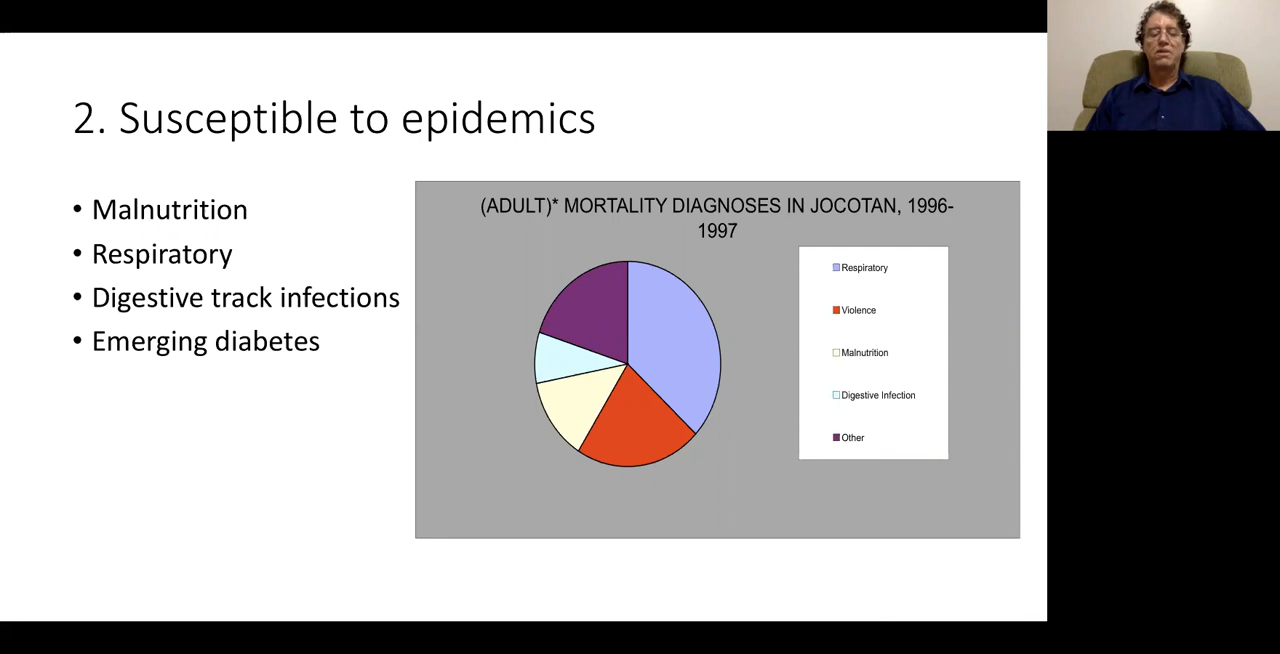 2. Susceptible to epidemics
• Malnutrition
• Respiratory
• Digestive track infections
• Emerging diabetes
(ADULT)* MORTALITY DIAGNOSES IN JOCOTAN, 1996-
1997
Respiratory
Violence
Malnutrition
Digestive Infection
Other